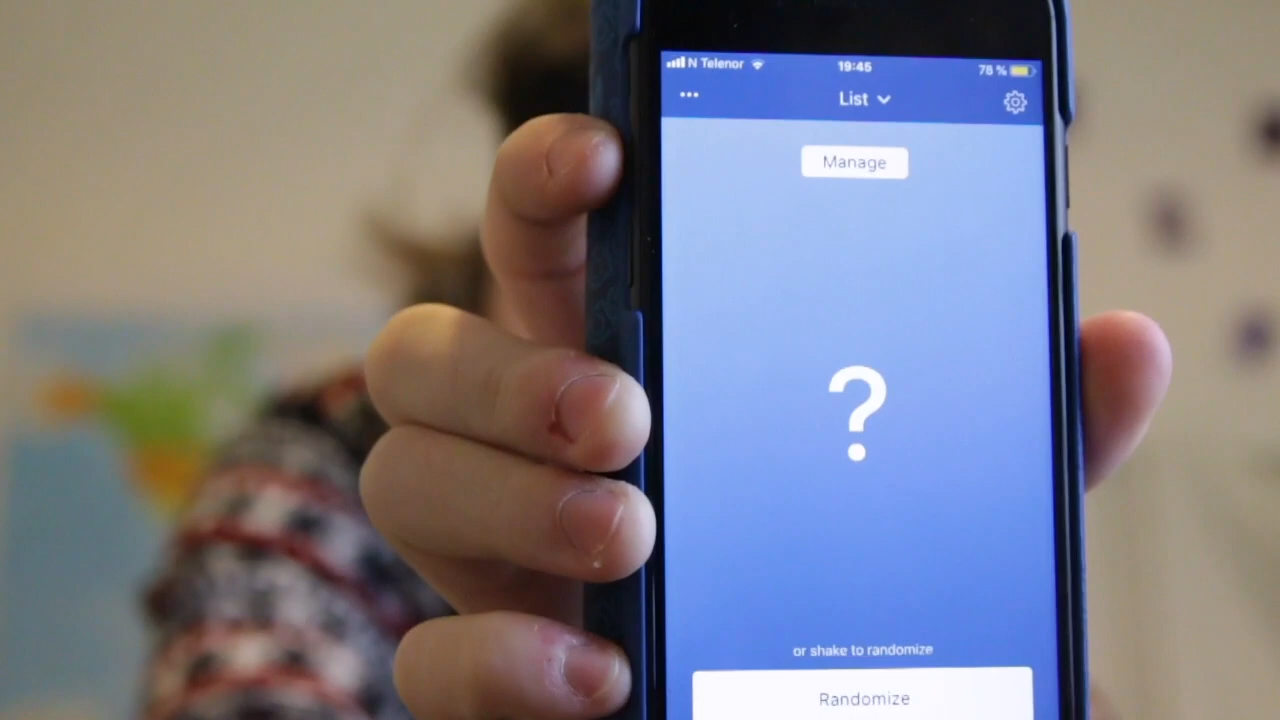 N Telenor 19:45 78 %
List
Manage
?
or shake to randomize
Randomize